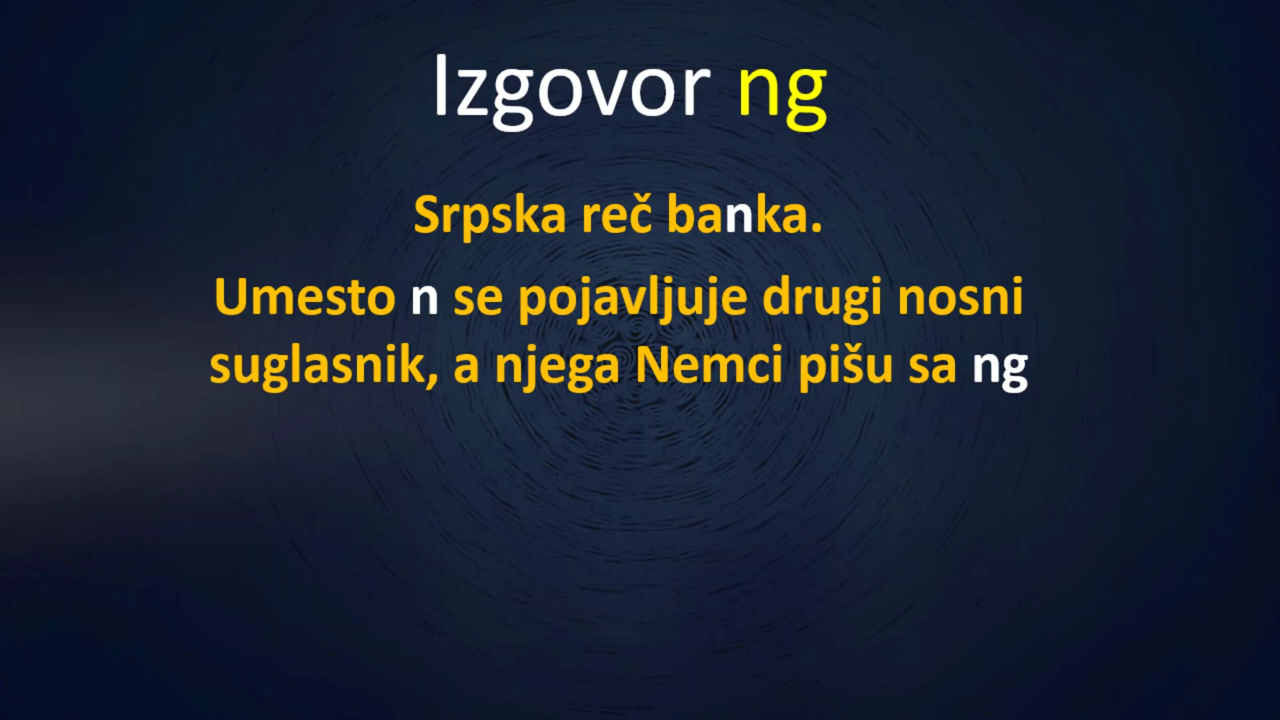 Izgovor ng
Srpska reč banka.
Umesto n se pojavljuje drugi nosni
suglasnik, a njega Nemci pišu sa ng